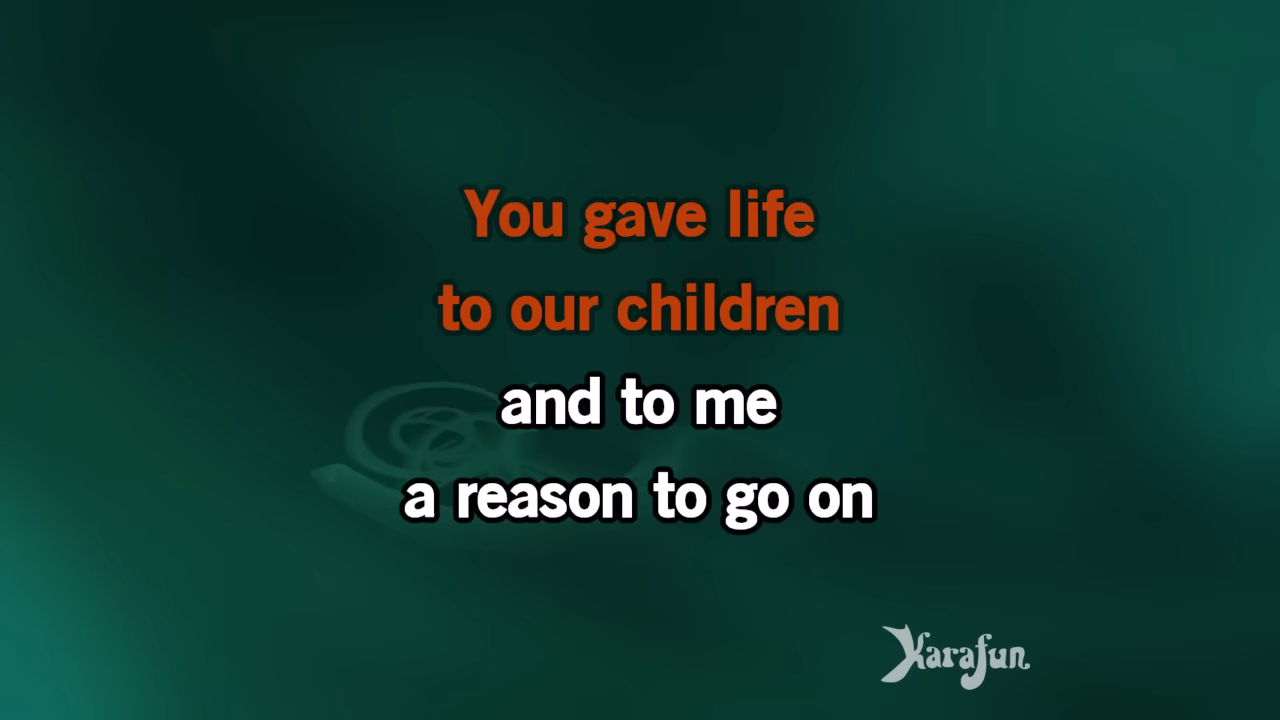 You gave life
to our children
and to me
a reason to go on
Karafun